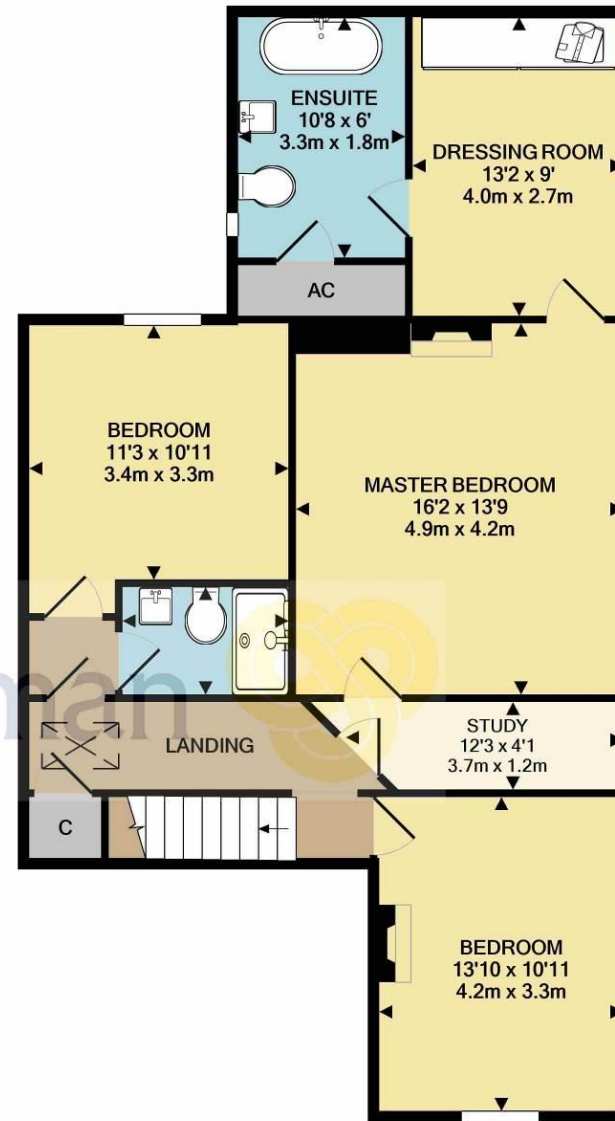 ENSUITE
10'8 x 6'
3.3m x 1.8m
DRESSING ROOM
13'2 x 9'
4.0m x 2.7m
AC
BEDROOM
11'3 x 10'11
3.4m x 3.3m
MASTER BEDROOM
16'2 x 13'9
4.9m x 4.2m
man
LANDING
STUDY
12'3 x 4'1
3.7m x 1.2m
C
BEDROOM
13'10 x 10'11
4.2m x 3.3m